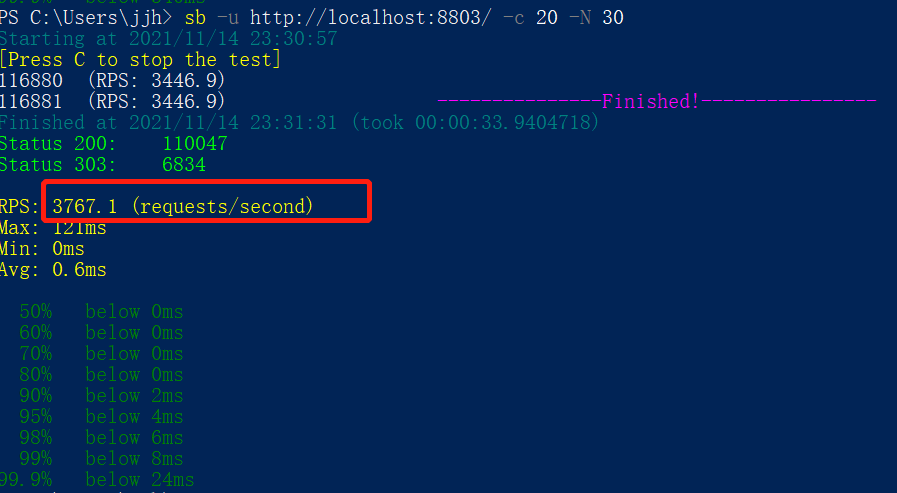 PS C:\Users\jjh> sb -u http://localhost:8803/ -c 20 -N 30
Starting at 2021/11/14 23:30:57
[Press C to stop the test]
116880 (RPS: 3446.9)
116881 (RPS: 3446.9) ---------------Finished!----------------
Finished at 2021/11/14 23:31:31 (took 00:00:33.9404718)
Status 200: 110047
Status 303: 6834
RPS: 3767.1 (requests/second)
Max: 121ms
Min: 0ms
Avg: 0.6ms
50% below 0ms
60% below 0ms
70% below 0ms
80% below 0ms
90% below 2ms
95% below 4ms
98% below 6ms
99% below 8ms
99.9% below 24ms